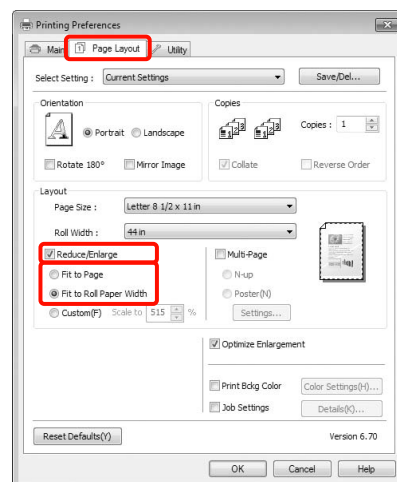 Printing Preferences
Main Page Layout Utility
Select Setting : Current Settings Save/Del...
Orientation Copies
Portrait Landscape Copies : 1
Rotate 180° Mirror Image Collate Reverse Order
Layout
Page Size : Letter 8 1/2 x 11 in
Roll Width : 44 in
Reduce/Enlarge Multi-Page
Fit to Page N-up
Fit to Roll Paper Width Poster(N)
Custom(F) Scale to 515 % Settings...
Optimize Enlargement
Print Bckg Color Color Settings(H)...
Job Settings Details(K)...
Reset Defaults(Y) Version 6.70
OK Cancel Help